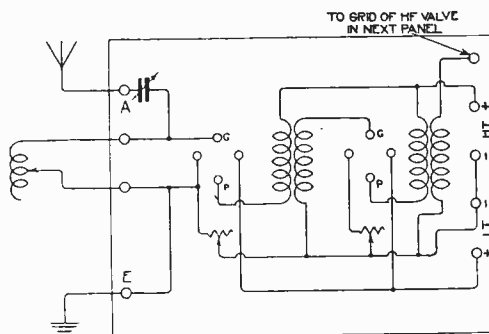 TO GRID OF HF VALVE
IN NEXT PANEL
A
G
G
P
P
E
+
HT
-
-
LT
+